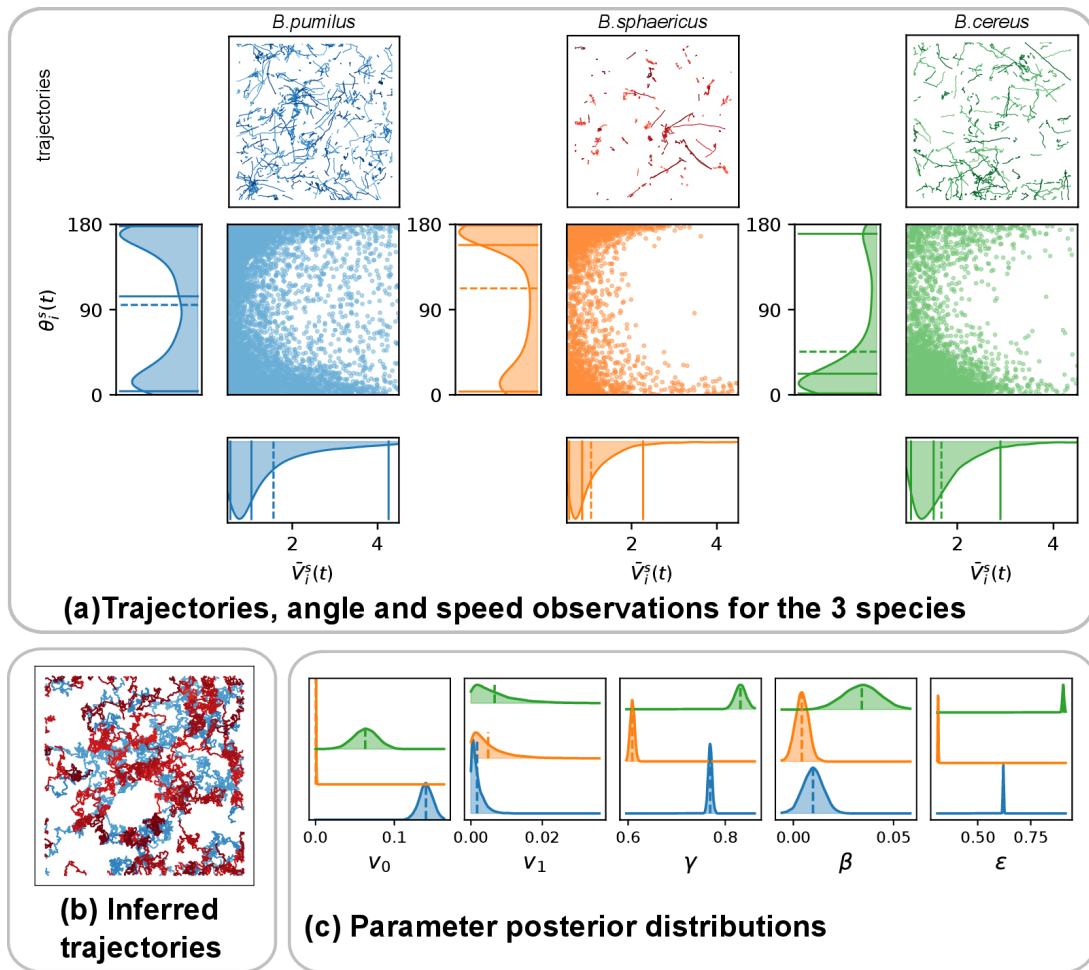 B.pumilus B.sphaericus B.cereus
trajectories
180 180 180
θ_i^s(t) 90 90 90
0 0 0
2 4 2 4 2 4
V̄_i^s(t) V̄_i^s(t) V̄_i^s(t)
(a)Trajectories, angle and speed observations for the 3 species
0.0 0.1 0.00 0.02 0.6 0.8 0.00 0.05 0.50 0.75
v_0 v_1 γ β ε
(b) Inferred
trajectories
(c) Parameter posterior distributions